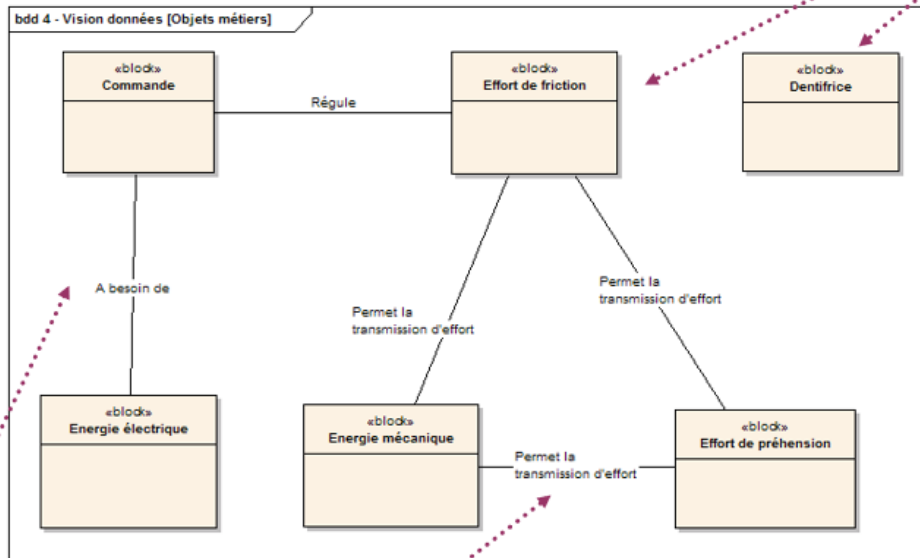 bdd 4 - Vision données [Objets métiers]
«block»
Commande
«block»
Effort de friction
«block»
Dentifrice
Régule
A besoin de
Permet la
transmission d'effort
Permet la
transmission d'effort
«block»
Energie électrique
«block»
Energie mécanique
Permet la
transmission d'effort
«block»
Effort de préhension